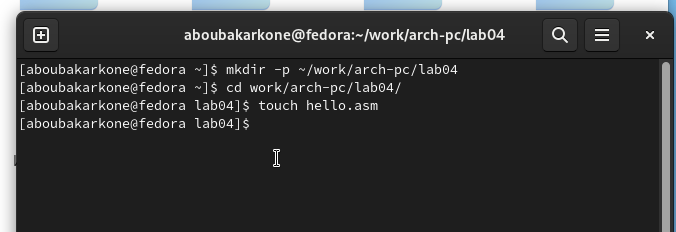 aboubakarkone@fedora:~/work/arch-pc/lab04
[aboubakarkone@fedora ~]$ mkdir -p ~/work/arch-pc/lab04
[aboubakarkone@fedora ~]$ cd work/arch-pc/lab04/
[aboubakarkone@fedora lab04]$ touch hello.asm
[aboubakarkone@fedora lab04]$